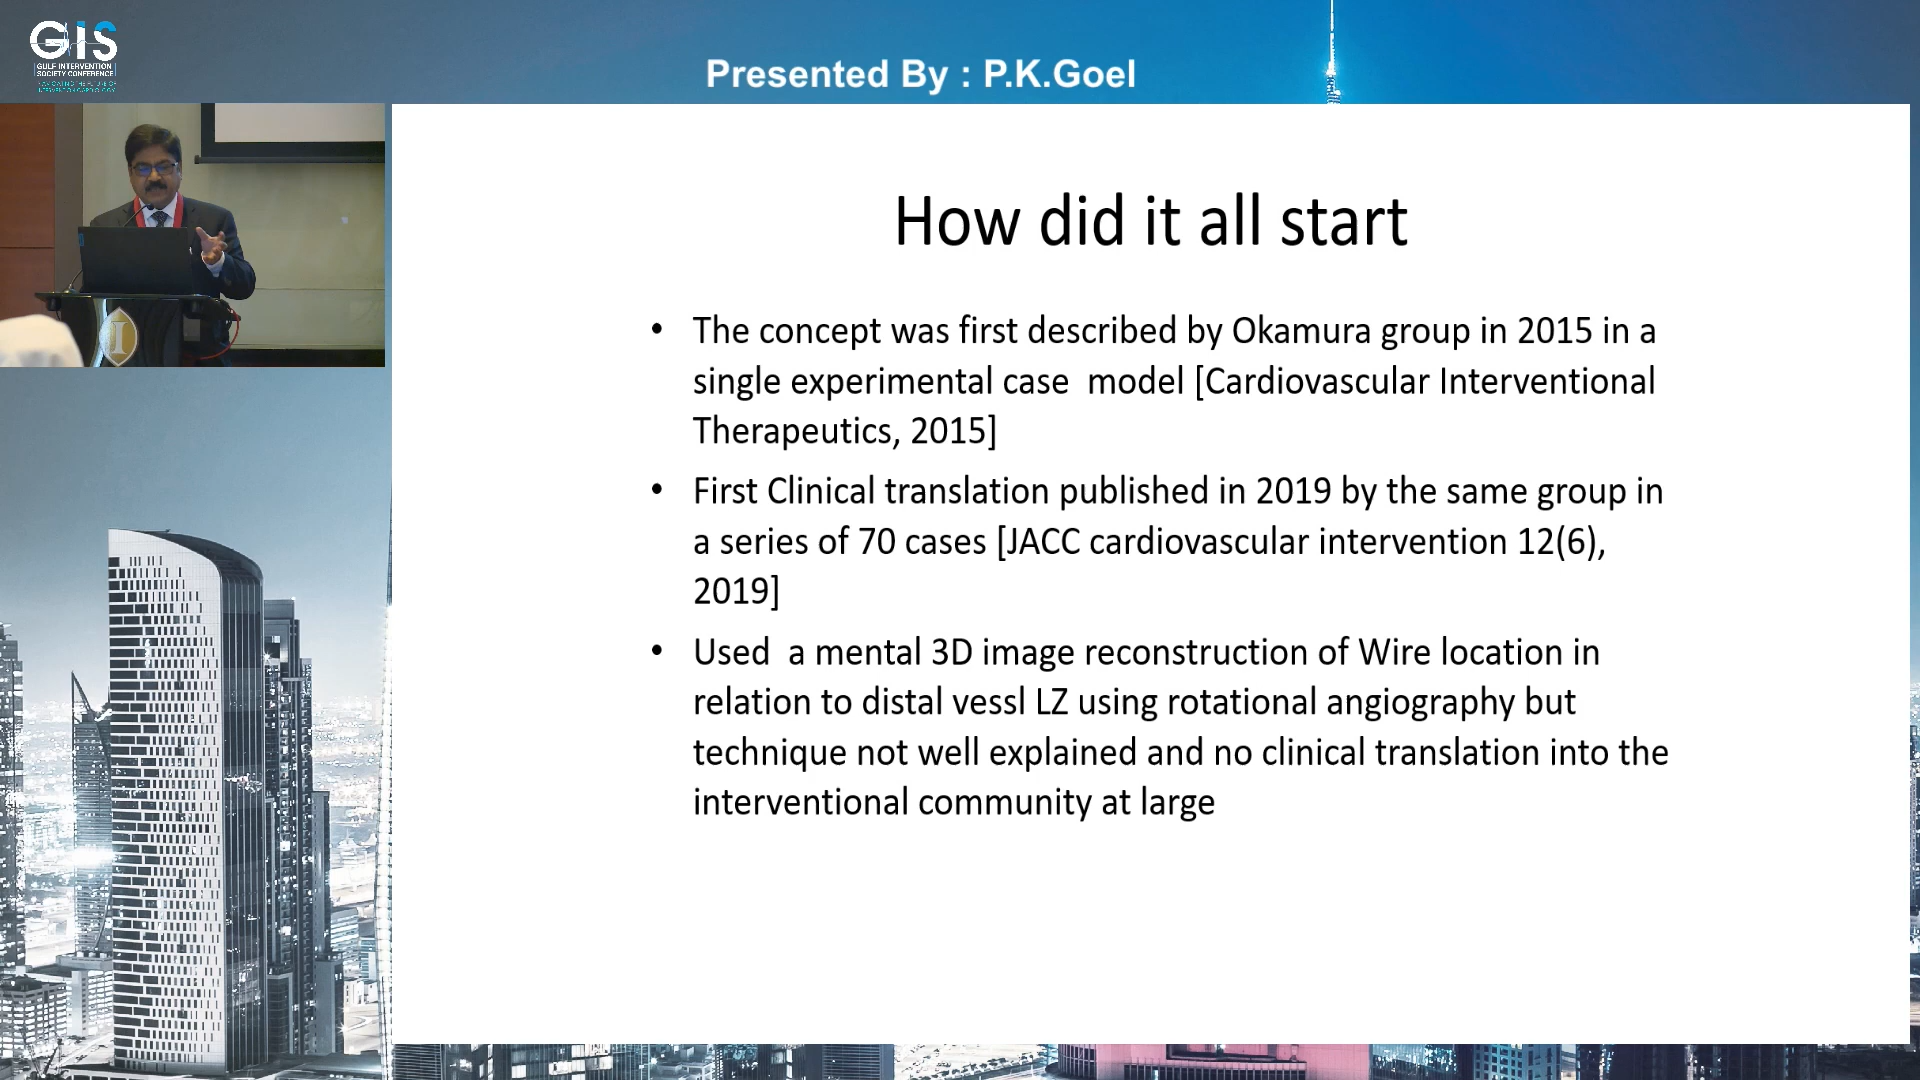 GIS
GULF INTERVENTION
SOCIETY CONFERENCE
Presented By : P.K.Goel
How did it all start
• The concept was first described by Okamura group in 2015 in a
single experimental case  model [Cardiovascular Interventional
Therapeutics, 2015]
• First Clinical translation published in 2019 by the same group in
a series of 70 cases [JACC cardiovascular intervention 12(6),
2019]
• Used  a mental 3D image reconstruction of Wire location in
relation to distal vessl LZ using rotational angiography but
technique not well explained and no clinical translation into the
interventional community at large